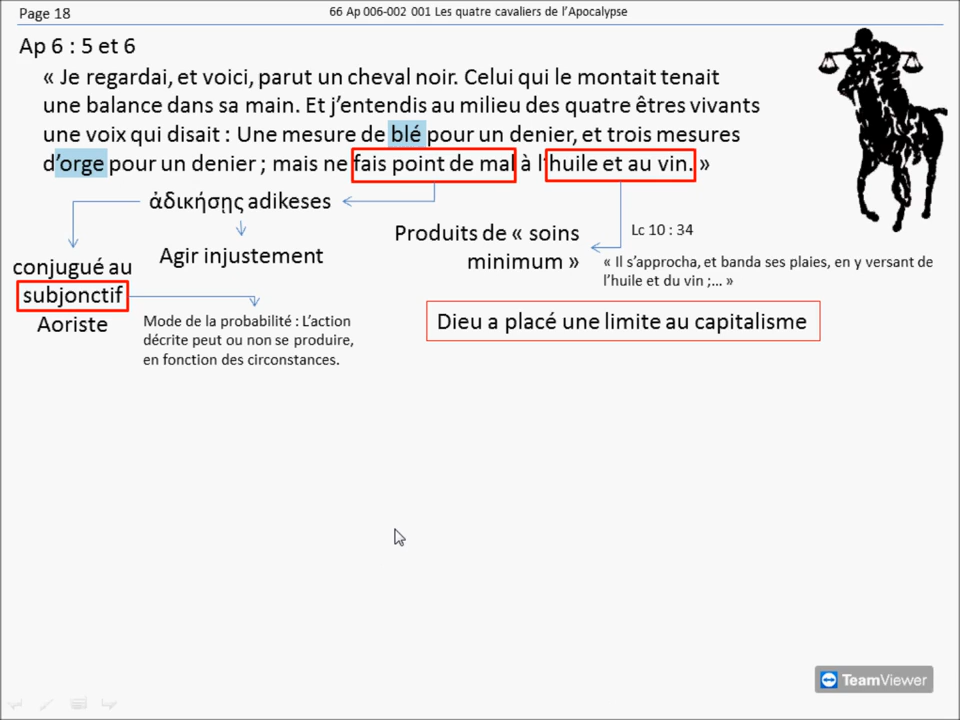 Page 18
66 Ap 006-002 001 Les quatre cavaliers de l'Apocalypse
Ap 6 : 5 et 6
« Je regardai, et voici, parut un cheval noir. Celui qui le montait tenait
une balance dans sa main. Et j'entendis au milieu des quatre êtres vivants
une voix qui disait : Une mesure de blé pour un denier, et trois mesures
d'orge pour un denier ; mais ne fais point de mal à l'huile et au vin. »
ἀδικήσῃς adikeses
Agir injustement
conjugué au
subjonctif
Aoriste
Mode de la probabilité : L'action
décrite peut ou non se produire,
en fonction des circonstances.
Produits de « soins
minimum »
Lc 10 : 34
« Il s'approcha, et banda ses plaies, en y versant de
l'huile et du vin ;... »
Dieu a placé une limite au capitalisme
TeamViewer